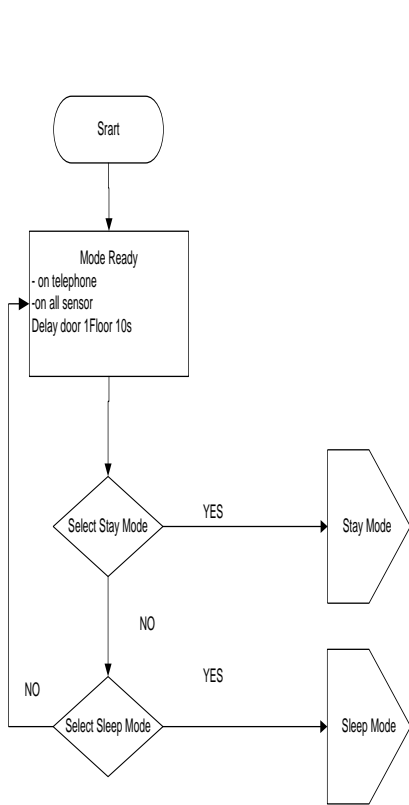 Srart
Mode Ready
- on telephone
-on all sensor
Delay door 1Floor 10s
Select Stay Mode
YES
Stay Mode
NO
Select Sleep Mode
YES
Sleep Mode
NO